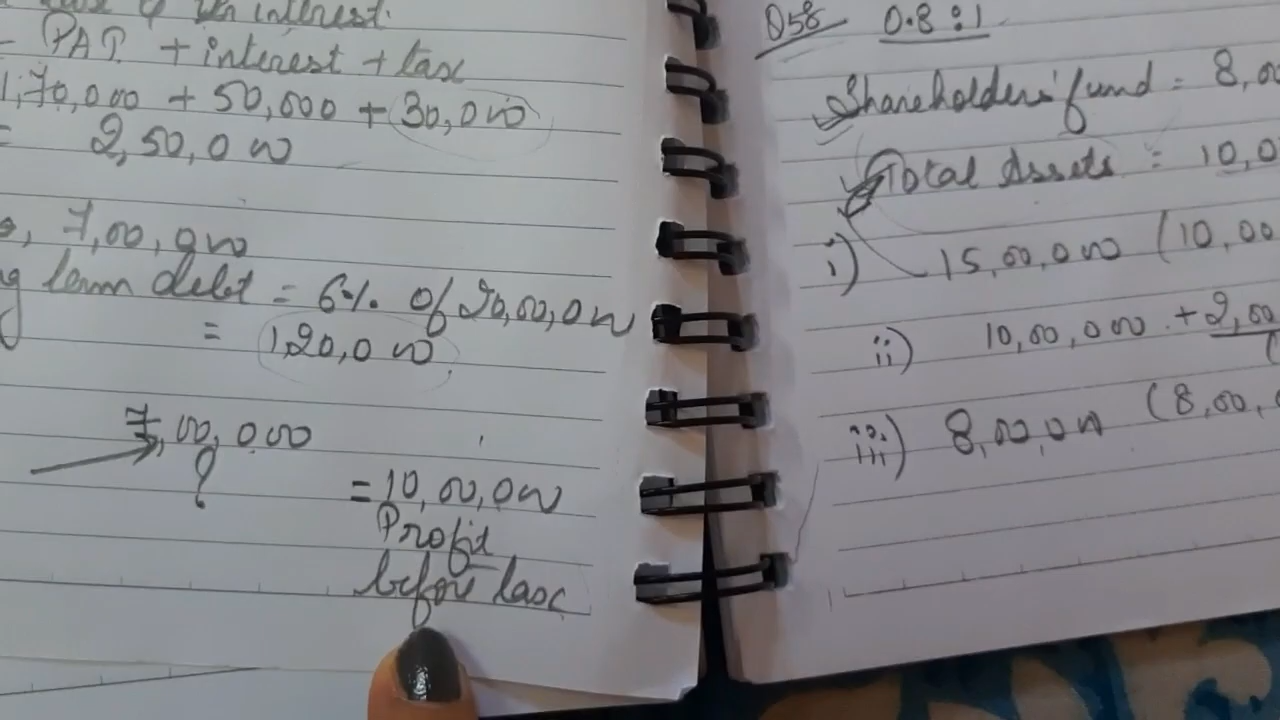 interest.
= PAT + interest + tax
1,70,000 + 50,000 + 30,000
= 2,50,000
7,00,000
term debt = 6% of 20,00,000
= 1,20,000
7,00,000
?
= 10,00,000
Profit
before tax
Q58 0.8:1
Shareholders' fund = 8,00
Total Assets = 10,0
i) 15,00,000 (10,00
ii) 10,00,000 + 2,00
iii) 8,00,000 (8,00,0